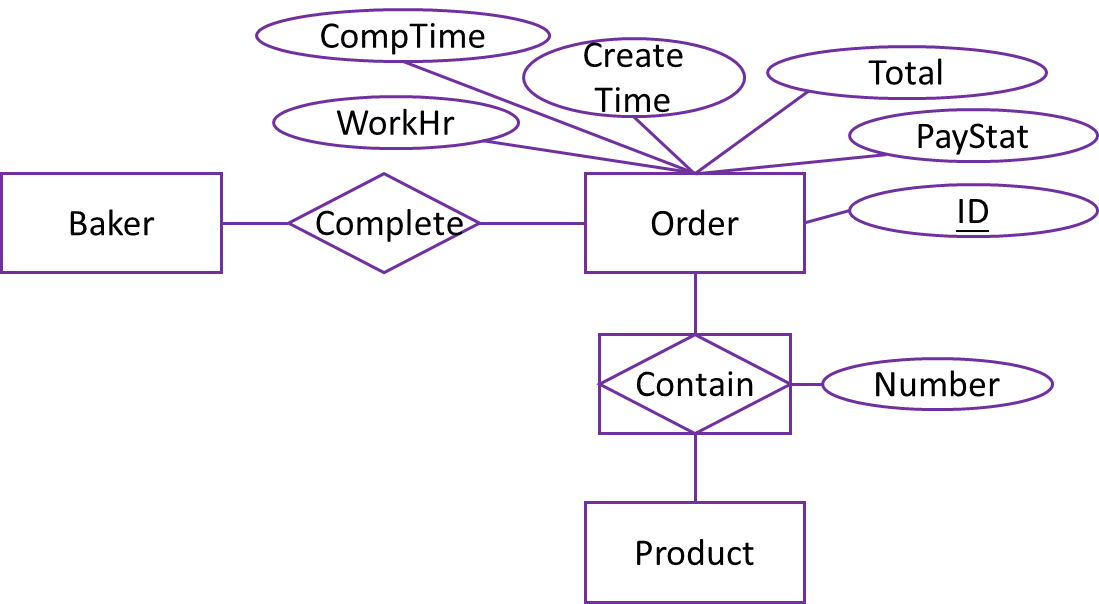 CompTime
Create
Time
Total
WorkHr
PayStat
Baker
Complete
Order
ID
Contain
Number
Product